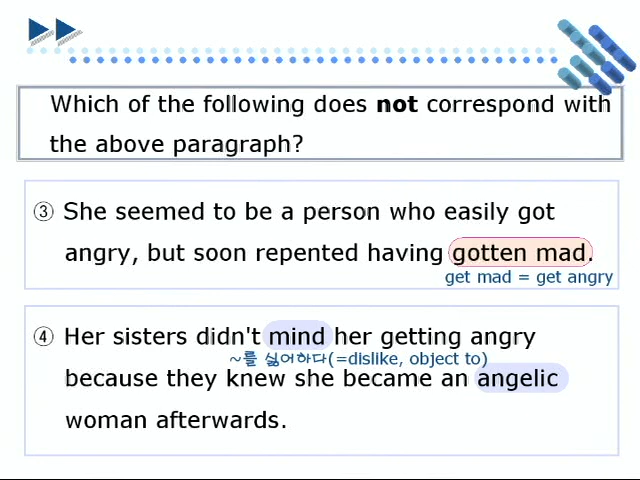 Which of the following does not correspond with
the above paragraph?
③ She seemed to be a person who easily got
angry, but soon repented having gotten mad.
get mad = get angry
④ Her sisters didn't mind her getting angry
~를 싫어하다(=dislike, object to)
because they knew she became an angelic
woman afterwards.